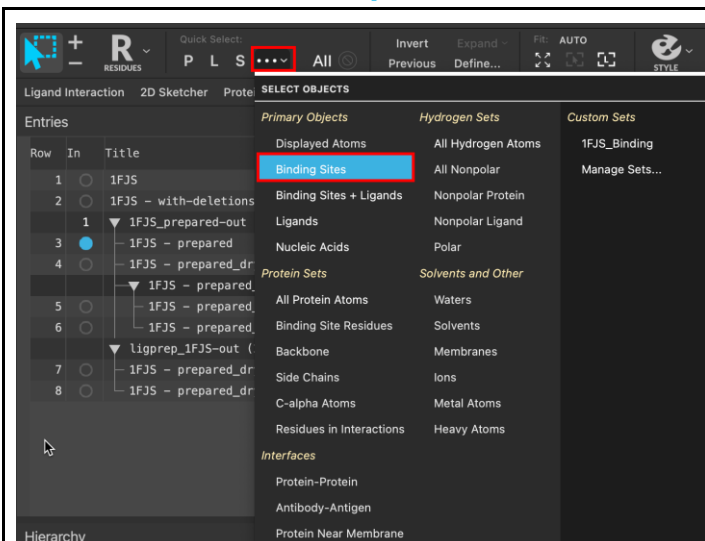 Quick Select:
Invert
Expand
Fit:
AUTO
R
RESIDUES
P L S
All
Previous
Define...
STYLE
Ligand Interaction 2D Sketcher
SELECT OBJECTS
Entries
Primary Objects
Hydrogen Sets
Custom Sets
Row In Title
Displayed Atoms
All Hydrogen Atoms
1FJS_Binding
1 1FJS
Binding Sites
All Nonpolar
Manage Sets...
2 1FJS - with-deletions
Binding Sites + Ligands
Nonpolar Protein
1 1FJS_prepared-out
Ligands
Nonpolar Ligand
3 1FJS - prepared
Nucleic Acids
Polar
4 1FJS - prepared_dr
Protein Sets
Solvents and Other
1FJS - prepared_
All Protein Atoms
Waters
5 1FJS - prepared_
Binding Site Residues
Solvents
6 1FJS - prepared_
Backbone
Membranes
ligprep_1FJS-out (
Side Chains
Ions
7 1FJS - prepared_dr
C-alpha Atoms
Metal Atoms
8 1FJS - prepared_dr
Residues in Interactions
Heavy Atoms
Interfaces
Protein-Protein
Antibody-Antigen
Protein Near Membrane
Hierarchy